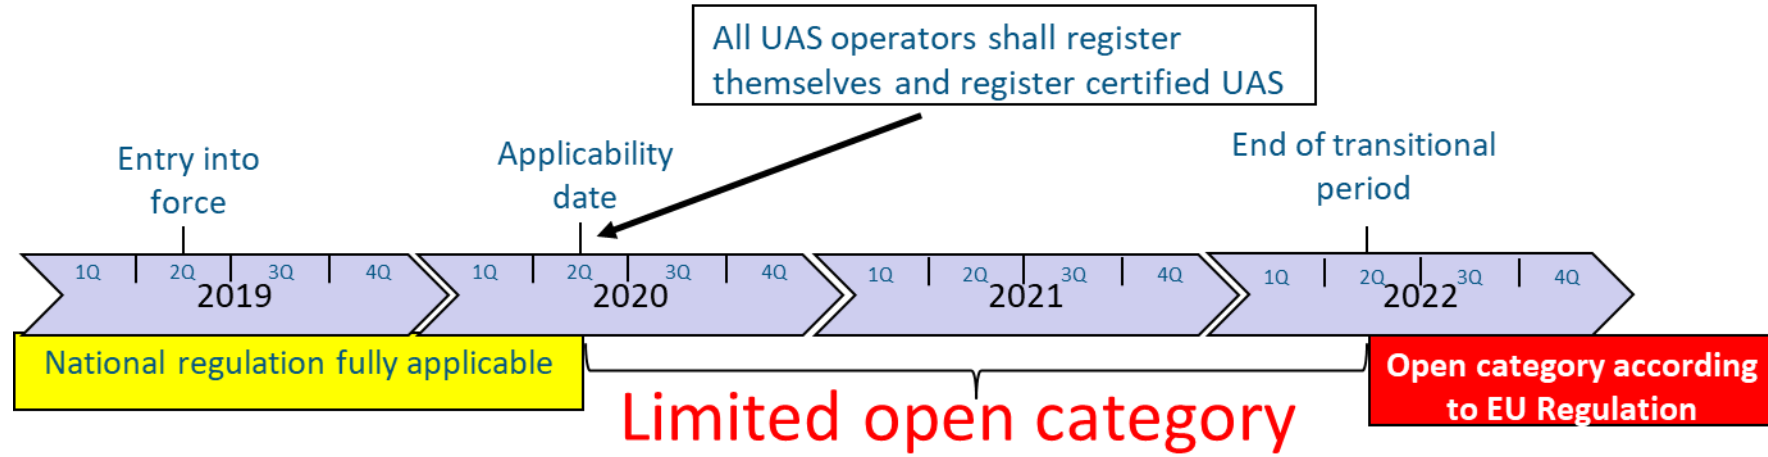 All UAS operators shall register
themselves and register certified UAS
Entry into
force
Applicability
date
End of transitional
period
1Q 2Q 3Q 4Q 1Q 2Q 3Q 4Q 1Q 2Q 3Q 4Q 1Q 2Q 3Q 4Q
2019 2020 2021 2022
National regulation fully applicable
Limited open category
Open category according
to EU Regulation